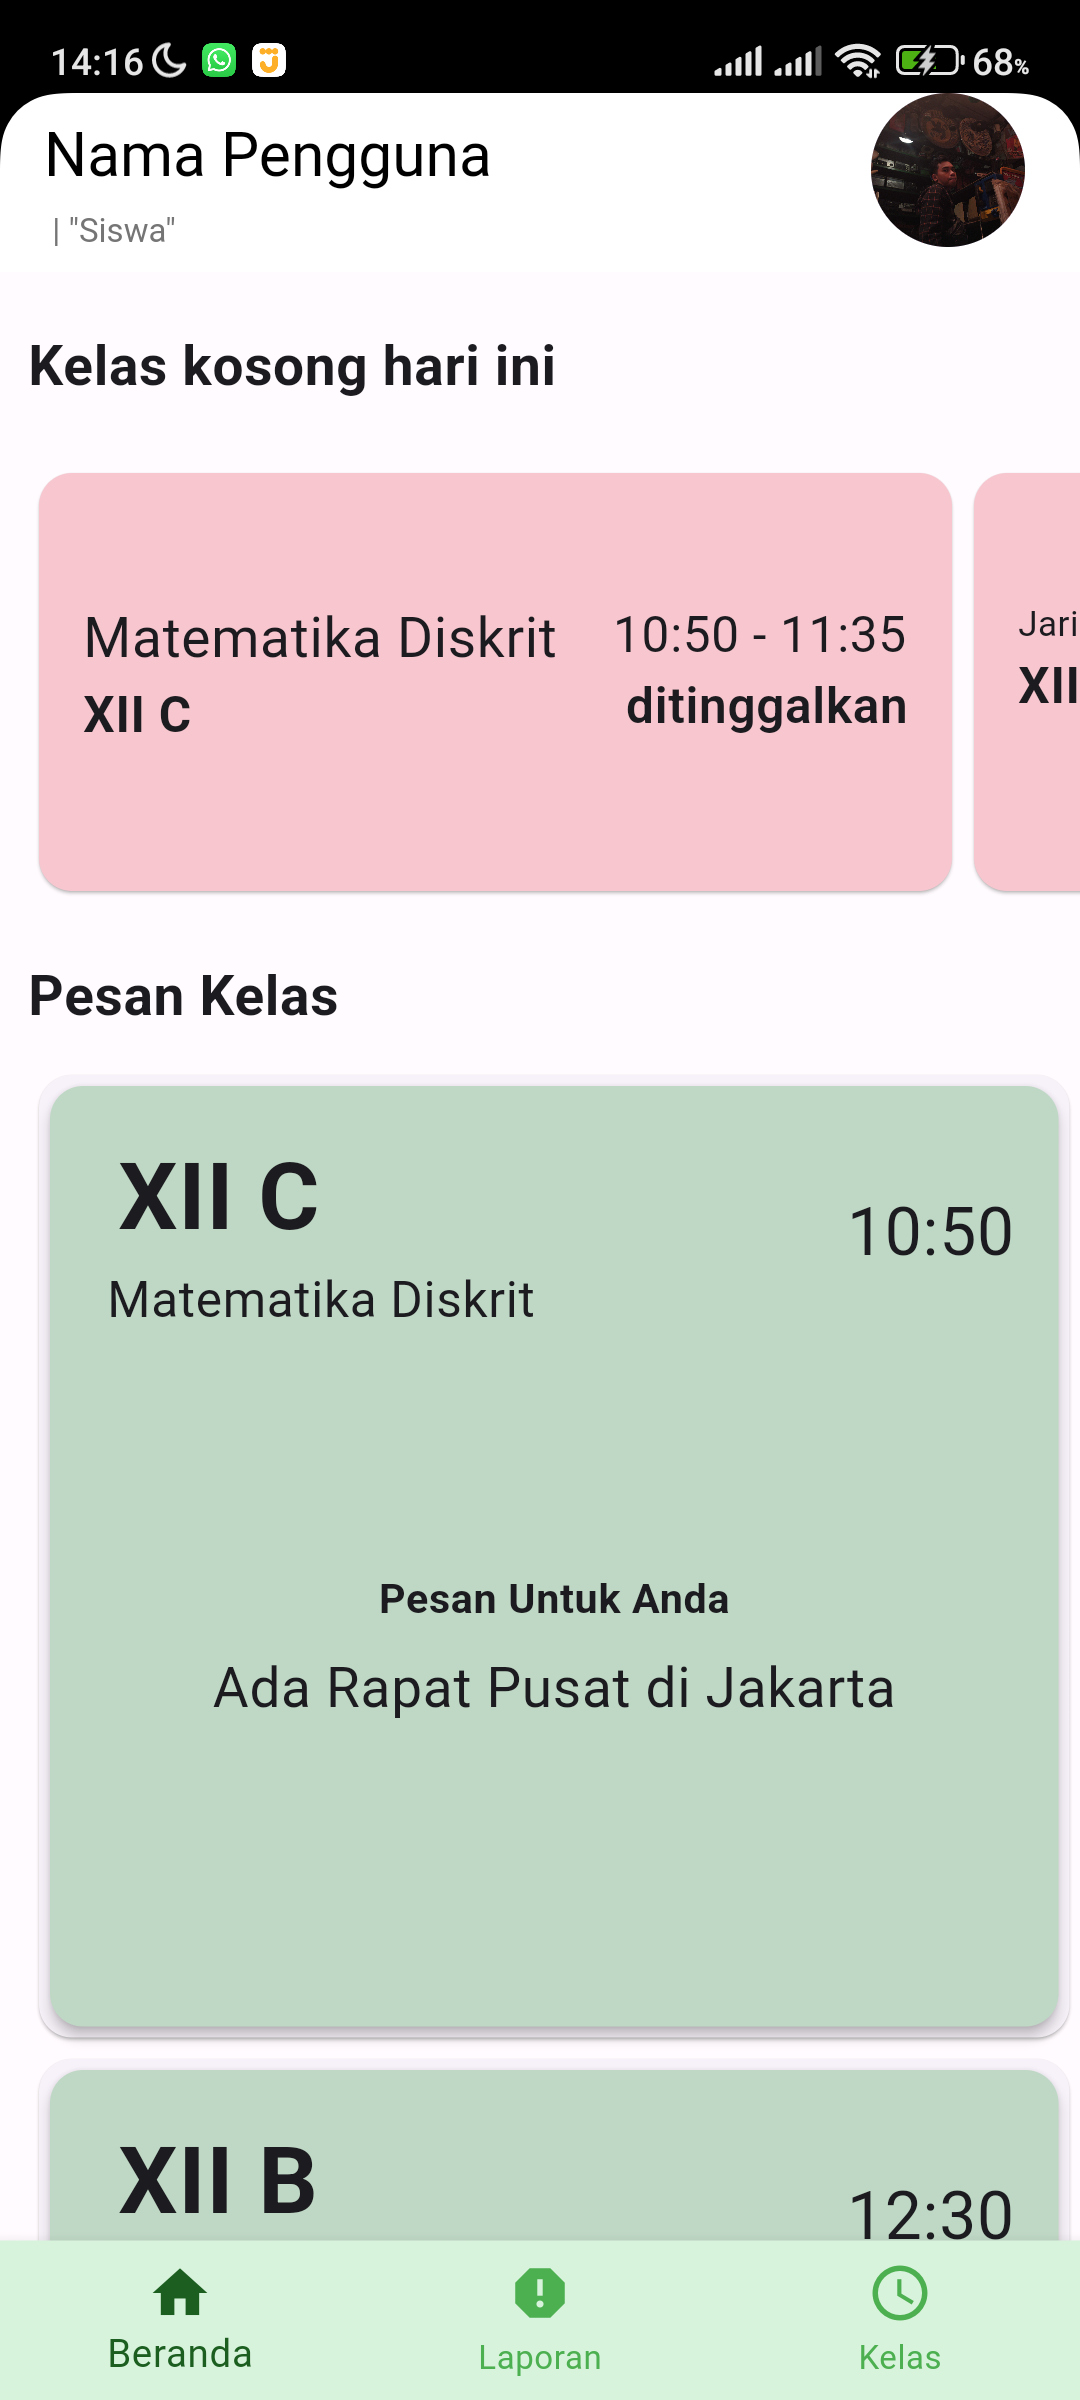 14:16 68%
Nama Pengguna
| "Siswa"
Kelas kosong hari ini
Matematika Diskrit 10:50 - 11:35
XII C ditinggalkan
Jari
XII
Pesan Kelas
XII C
10:50
Matematika Diskrit
Pesan Untuk Anda
Ada Rapat Pusat di Jakarta
XII B
12:30
Beranda Laporan Kelas